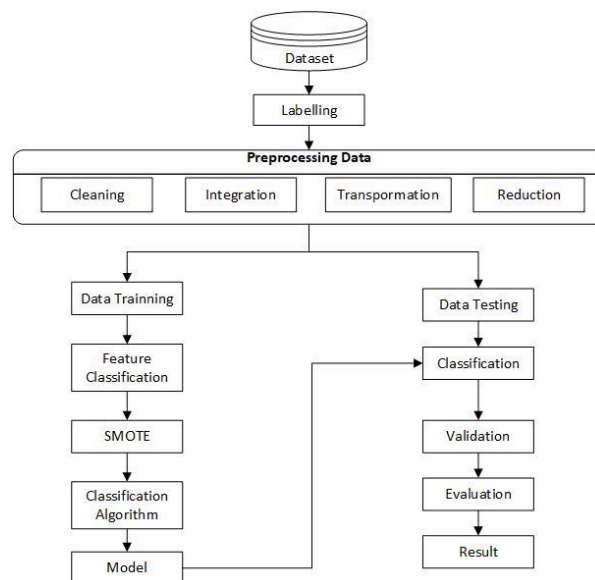 Dataset
Labelling
Preprocessing Data
Cleaning
Integration
Transpormation
Reduction
Data Trainning
Feature
Classification
SMOTE
Classification
Algorithm
Model
Data Testing
Classification
Validation
Evaluation
Result